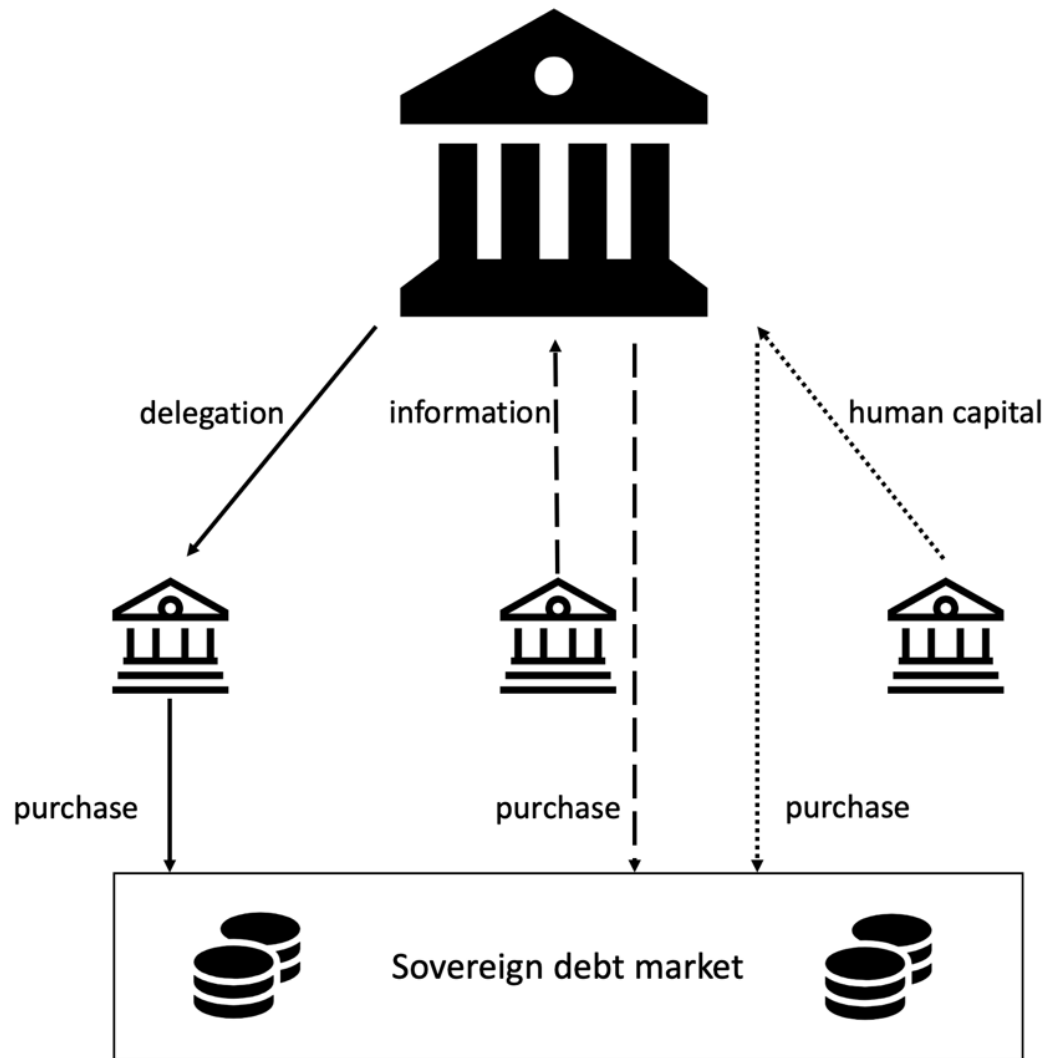 delegation
information
human capital
purchase
purchase
purchase
Sovereign debt market